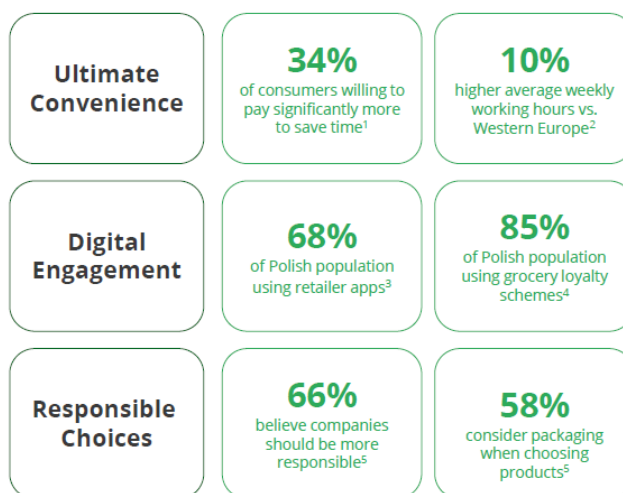 Ultimate
Convenience
34%
of consumers willing to
pay significantly more
to save time¹
10%
higher average weekly
working hours vs.
Western Europe²
Digital
Engagement
68%
of Polish population
using retailer apps³
85%
of Polish population
using grocery loyalty
schemes⁴
Responsible
Choices
66%
believe companies
should be more
responsible⁵
58%
consider packaging
when choosing
products⁵